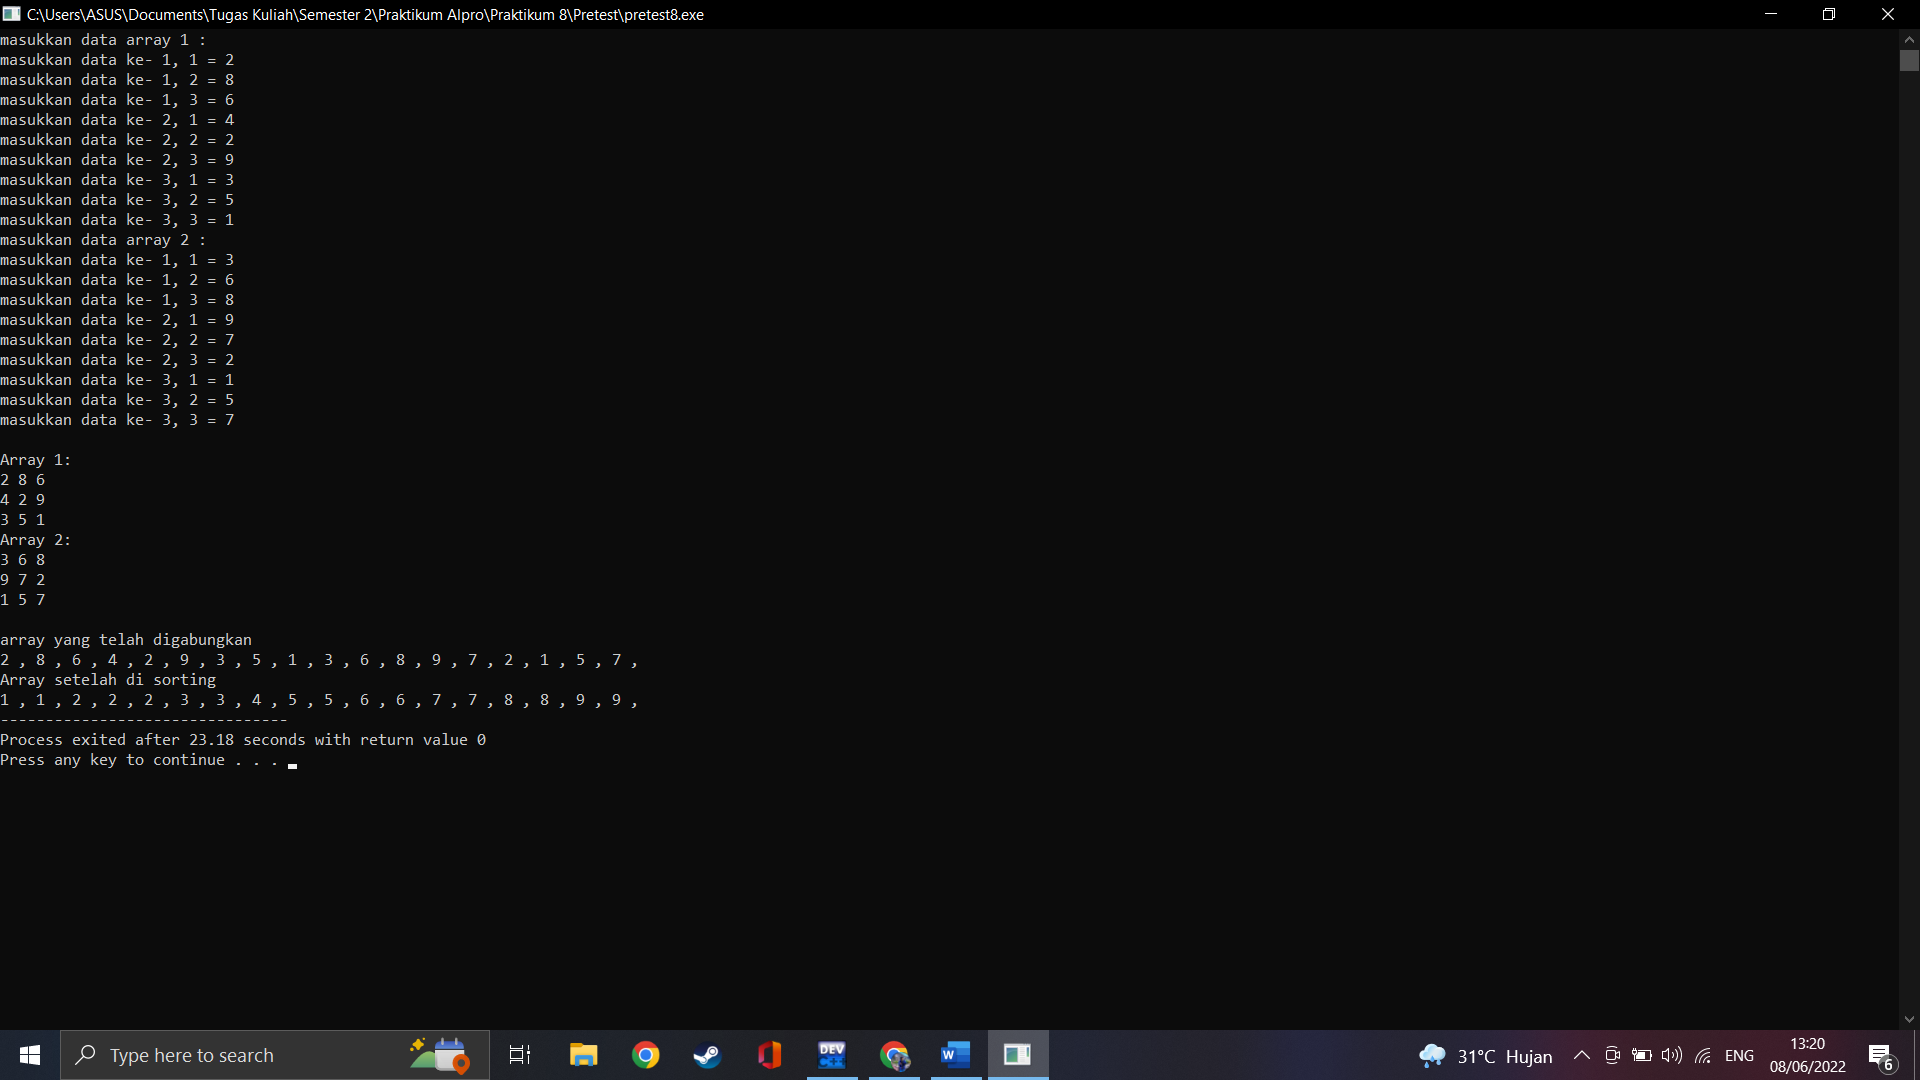 C:\Users\ASUS\Documents\Tugas Kuliah\Semester 2\Praktikum Alpro\Praktikum 8\Pretest\pretest8.exe
masukkan data array 1 :
masukkan data ke- 1, 1 = 2
masukkan data ke- 1, 2 = 8
masukkan data ke- 1, 3 = 6
masukkan data ke- 2, 1 = 4
masukkan data ke- 2, 2 = 2
masukkan data ke- 2, 3 = 9
masukkan data ke- 3, 1 = 3
masukkan data ke- 3, 2 = 5
masukkan data ke- 3, 3 = 1
masukkan data array 2 :
masukkan data ke- 1, 1 = 3
masukkan data ke- 1, 2 = 6
masukkan data ke- 1, 3 = 8
masukkan data ke- 2, 1 = 9
masukkan data ke- 2, 2 = 7
masukkan data ke- 2, 3 = 2
masukkan data ke- 3, 1 = 1
masukkan data ke- 3, 2 = 5
masukkan data ke- 3, 3 = 7
Array 1:
2 8 6
4 2 9
3 5 1
Array 2:
3 6 8
9 7 2
1 5 7
array yang telah digabungkan
2 , 8 , 6 , 4 , 2 , 9 , 3 , 5 , 1 , 3 , 6 , 8 , 9 , 7 , 2 , 1 , 5 , 7 ,
Array setelah di sorting
1 , 1 , 2 , 2 , 2 , 3 , 3 , 4 , 5 , 5 , 6 , 6 , 7 , 7 , 8 , 8 , 9 , 9 ,
--------------------------------
Process exited after 23.18 seconds with return value 0
Press any key to continue . . .
Type here to search
DEV C++
W
31°C Hujan
ENG
13:20
08/06/2022
6